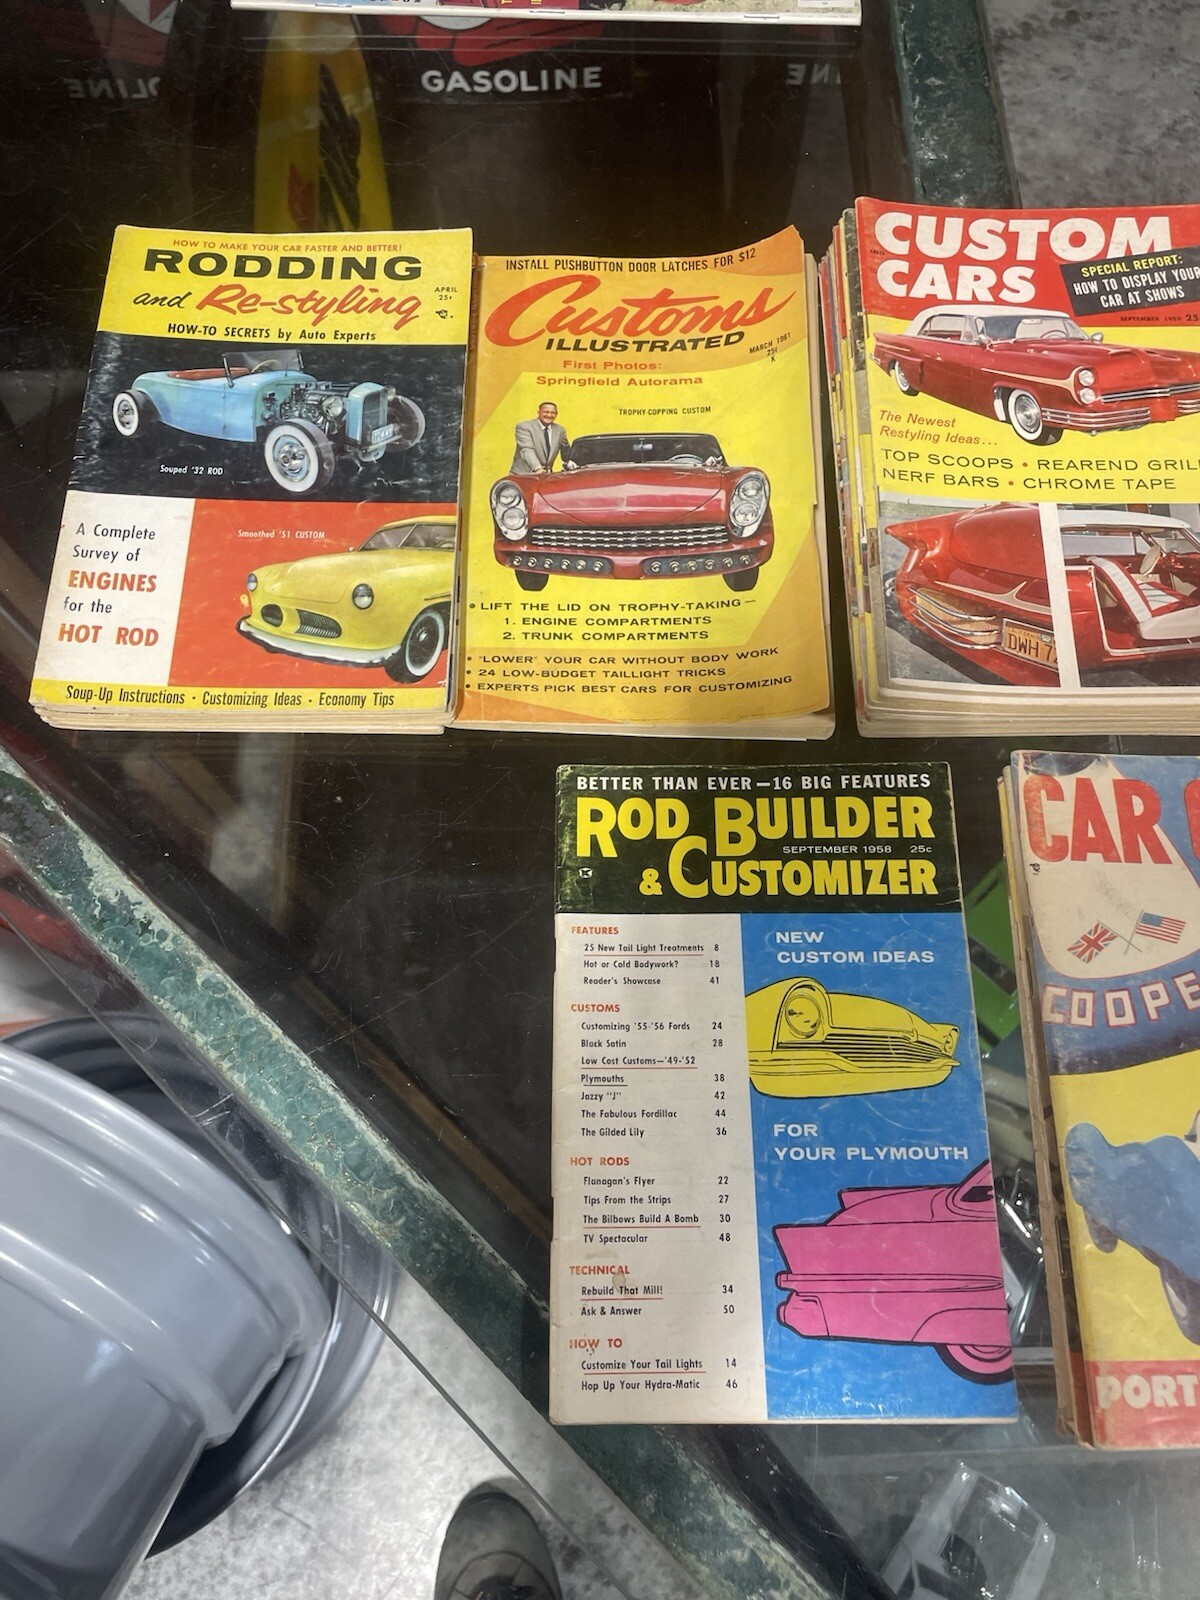 GASOLINE
HOW TO MAKE YOUR CAR FASTER AND BETTER!
RODDING
and Re-styling
APRIL
25¢
HOW-TO SECRETS by Auto Experts
Souped '32 ROD
A Complete
Survey of
ENGINES
for the
HOT ROD
Smoothed '51 CUSTOM
Soup-Up Instructions · Customizing Ideas · Economy Tips
INSTALL PUSHBUTTON DOOR LATCHES FOR $12
Customs
ILLUSTRATED
MARCH 1961
25¢
K
First Photos:
Springfield Autorama
TROPHY-COPPING CUSTOM
• LIFT THE LID ON TROPHY-TAKING—
1. ENGINE COMPARTMENTS
2. TRUNK COMPARTMENTS
• "LOWER" YOUR CAR WITHOUT BODY WORK
• 24 LOW-BUDGET TAILLIGHT TRICKS
• EXPERTS PICK BEST CARS FOR CUSTOMIZING
CUSTOM
CARS
SPECIAL REPORT:
HOW TO DISPLAY YOUR
CAR AT SHOWS
SEPTEMBER 1959 25
The Newest
Restyling Ideas...
TOP SCOOPS • REAREND GRILL
NERF BARS • CHROME TAPE
DWH 7
BETTER THAN EVER—16 BIG FEATURES
ROD BUILDER
SEPTEMBER 1958 25c
& CUSTOMIZER
FEATURES
25 New Tail Light Treatments 8
Hot or Cold Bodywork? 18
Reader's Showcase 41
CUSTOMS
Customizing '55-'56 Fords 24
Black Satin 28
Low Cost Customs—'49-'52
Plymouths 38
Jazzy "J" 42
The Fabulous Fordillac 44
The Gilded Lily 36
HOT RODS
Flanagan's Flyer 22
Tips From the Strips 27
The Bilbows Build A Bomb 30
TV Spectacular 48
TECHNICAL
Rebuild That Mill! 34
Ask & Answer 50
HOW TO
Customize Your Tail Lights 14
Hop Up Your Hydra-Matic 46
NEW
CUSTOM IDEAS
FOR
YOUR PLYMOUTH
CAR
COOPE
PORT